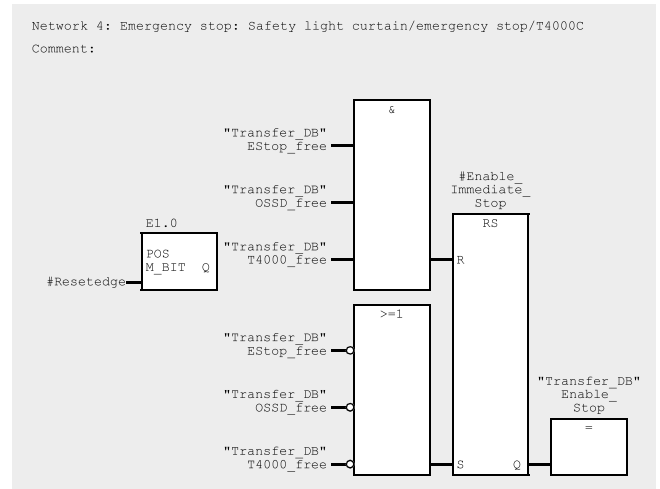 Network 4: Emergency stop: Safety light curtain/emergency stop/T4000C
Comment:
&
"Transfer_DB"
EStop_free
"Transfer_DB"
OSSD_free
#Enable_
Immediate_
Stop
E1.0
RS
POS
M_BIT Q
"Transfer_DB"
T4000_free
R
#Resetedge
>=1
"Transfer_DB"
EStop_free
"Transfer_DB"
Enable_
Stop
"Transfer_DB"
OSSD_free
=
"Transfer_DB"
T4000_free
S Q